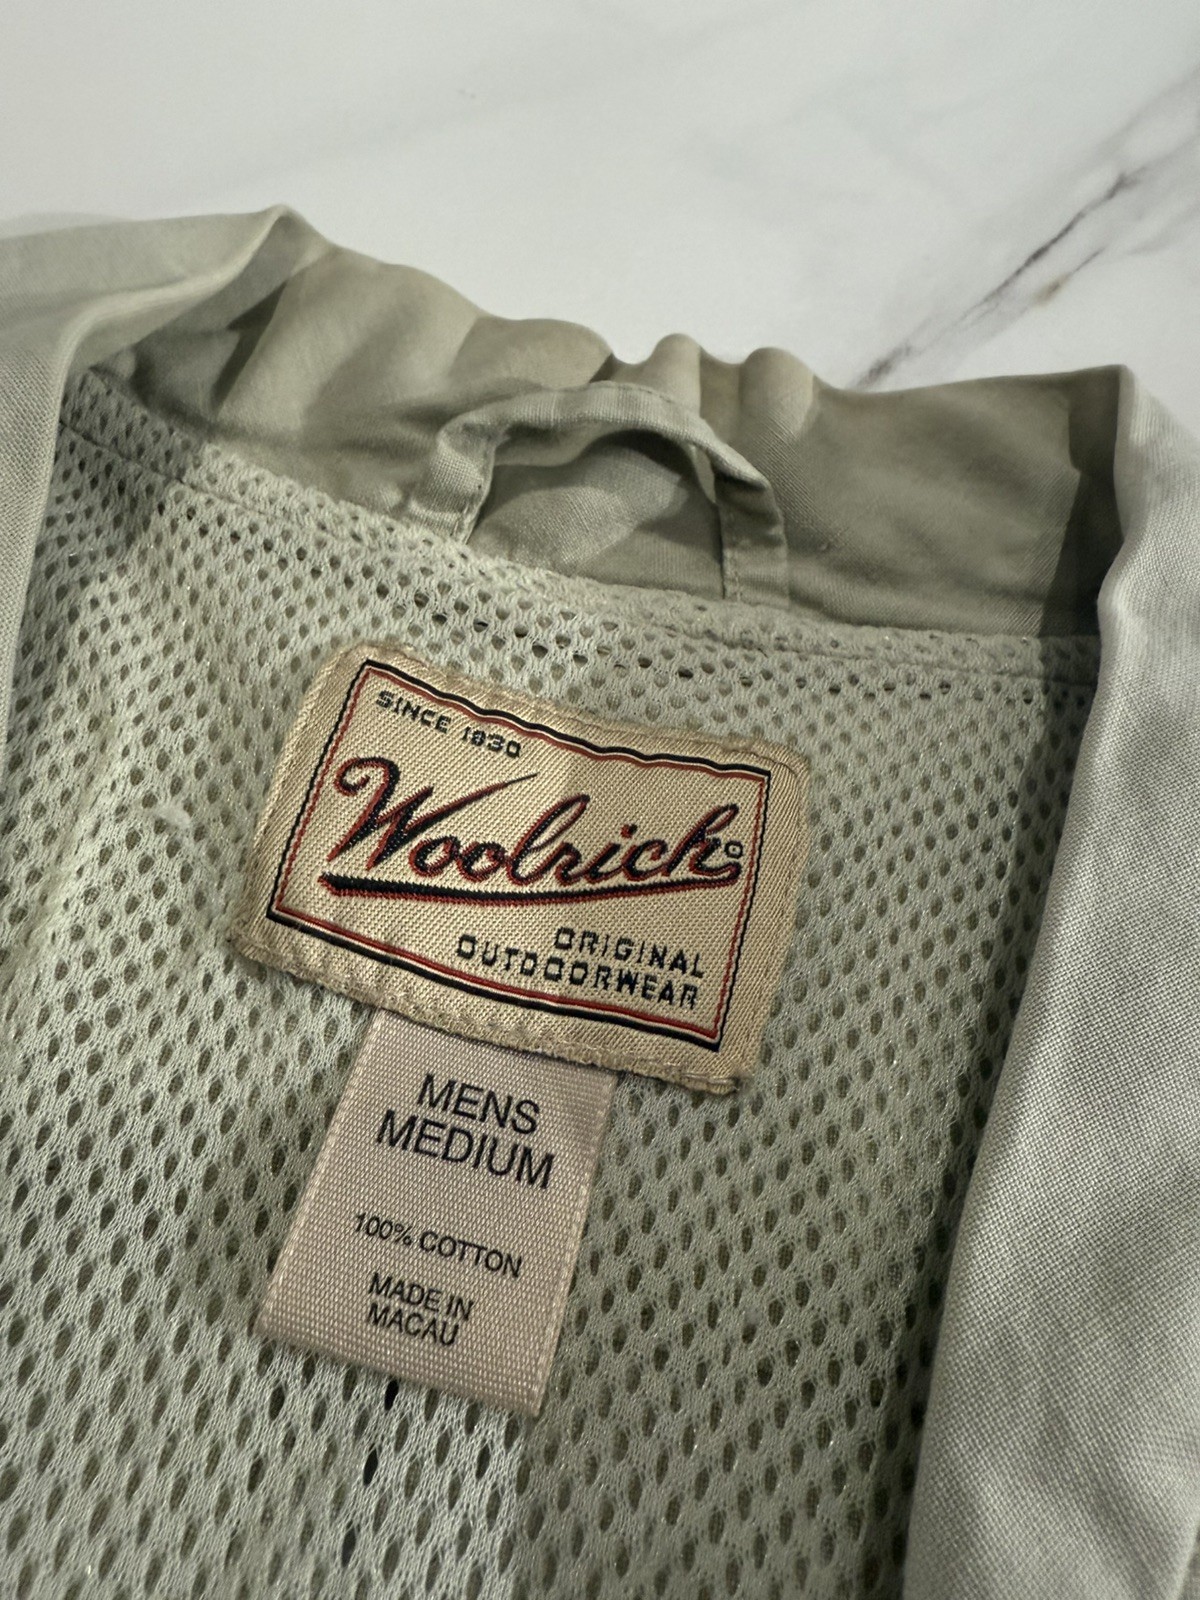 SINCE 1830
Woolrich®
ORIGINAL
OUTDOORWEAR
MENS
MEDIUM
100% COTTON
MADE IN
MACAU